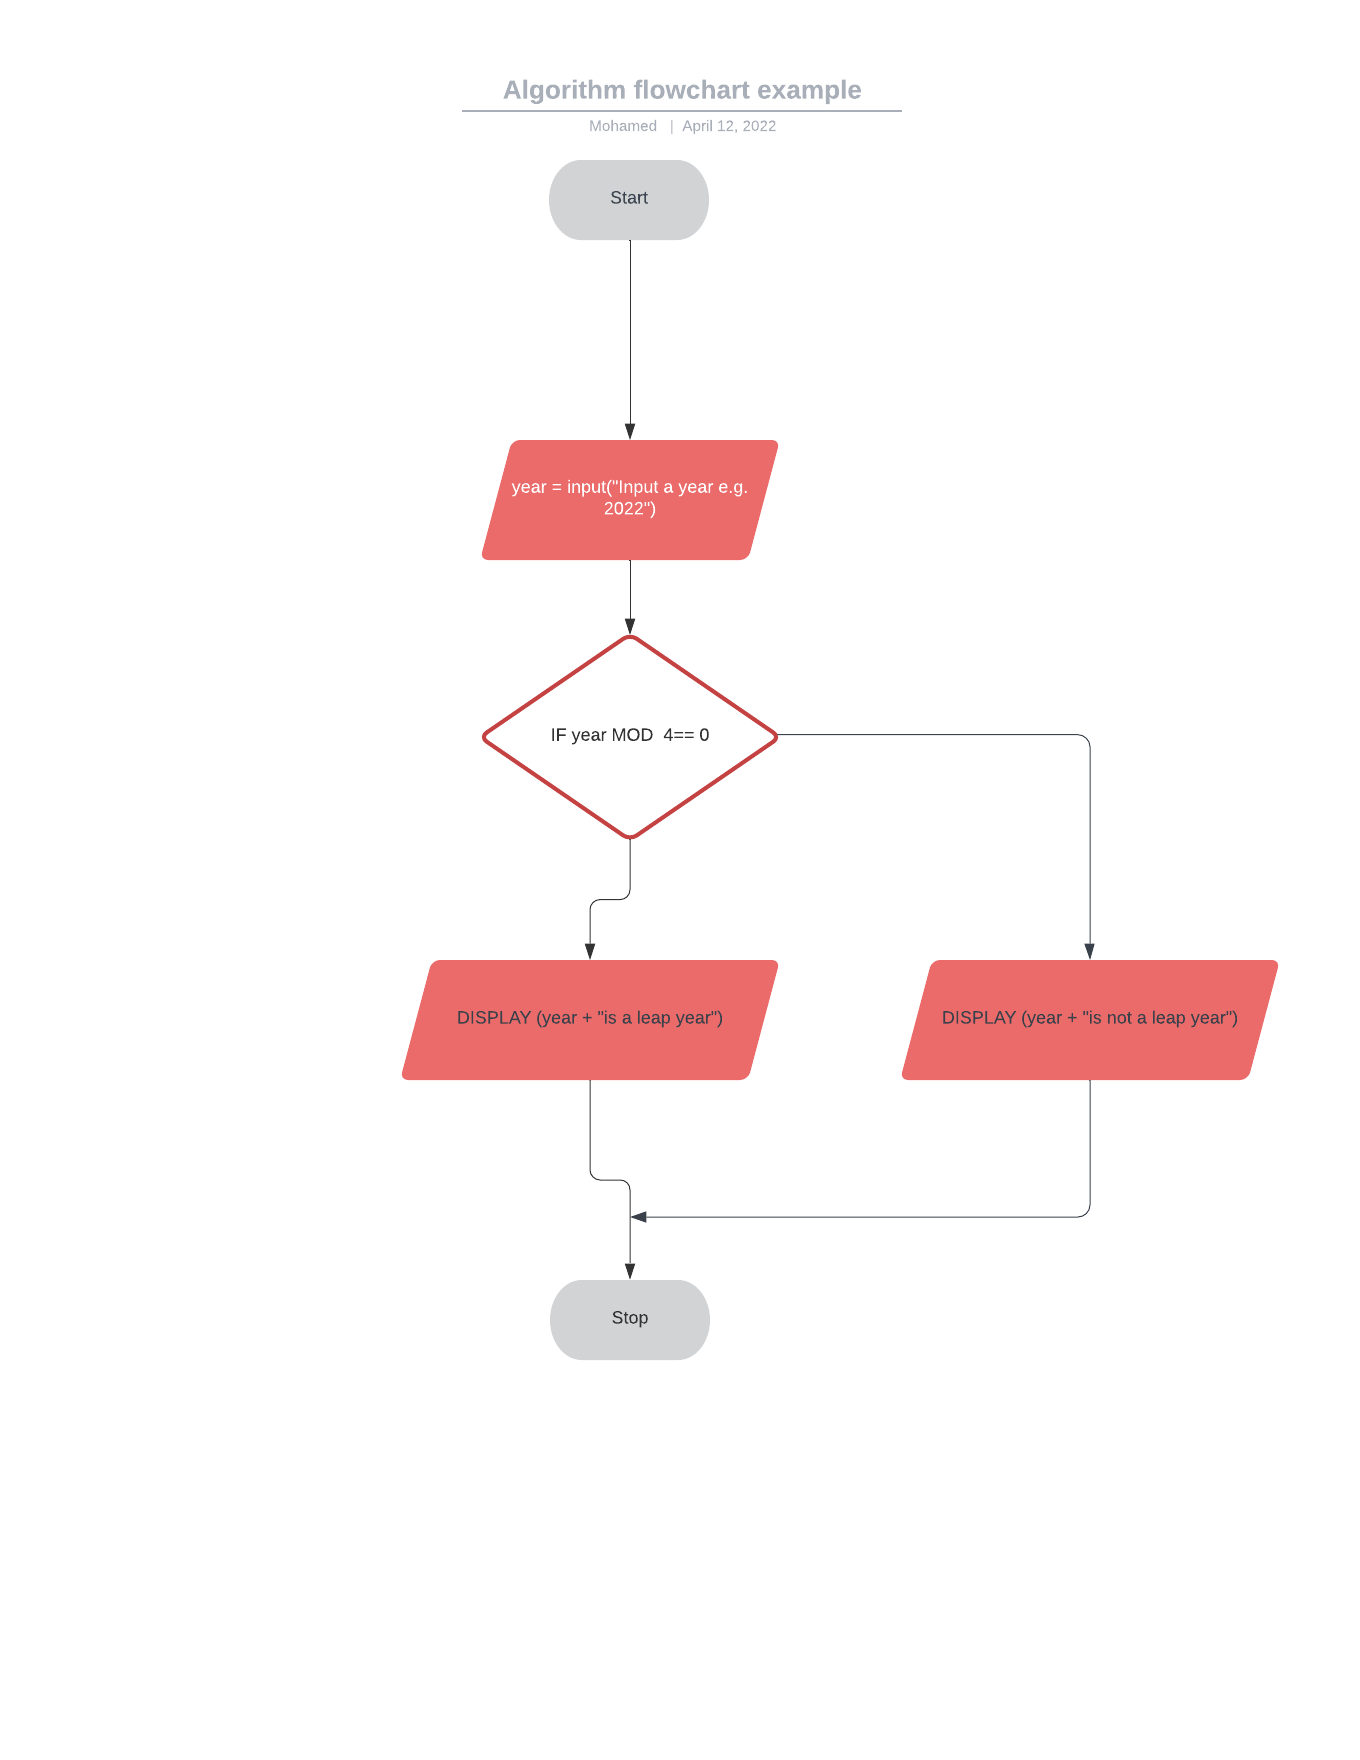 Algorithm flowchart example
Mohamed | April 12, 2022
Start
year = input("Input a year e.g.
2022")
IF year MOD  4== 0
DISPLAY (year + "is a leap year")
DISPLAY (year + "is not a leap year")
Stop